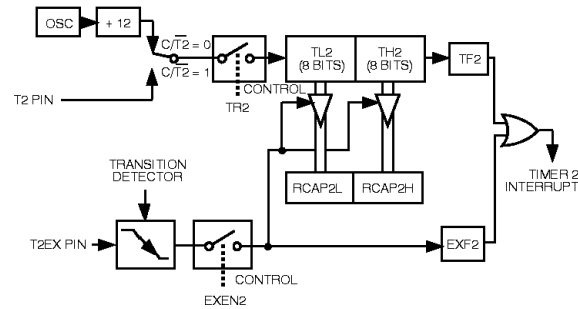 OSC
+ 12
C/T2 = 0
C/T2 = 1
T2 PIN
TR2
CONTROL
TL2
(8 BITS)
TH2
(8 BITS)
TF2
RCAP2L
RCAP2H
TIMER 2
INTERRUPT
TRANSITION
DETECTOR
T2EX PIN
CONTROL
EXEN2
EXF2